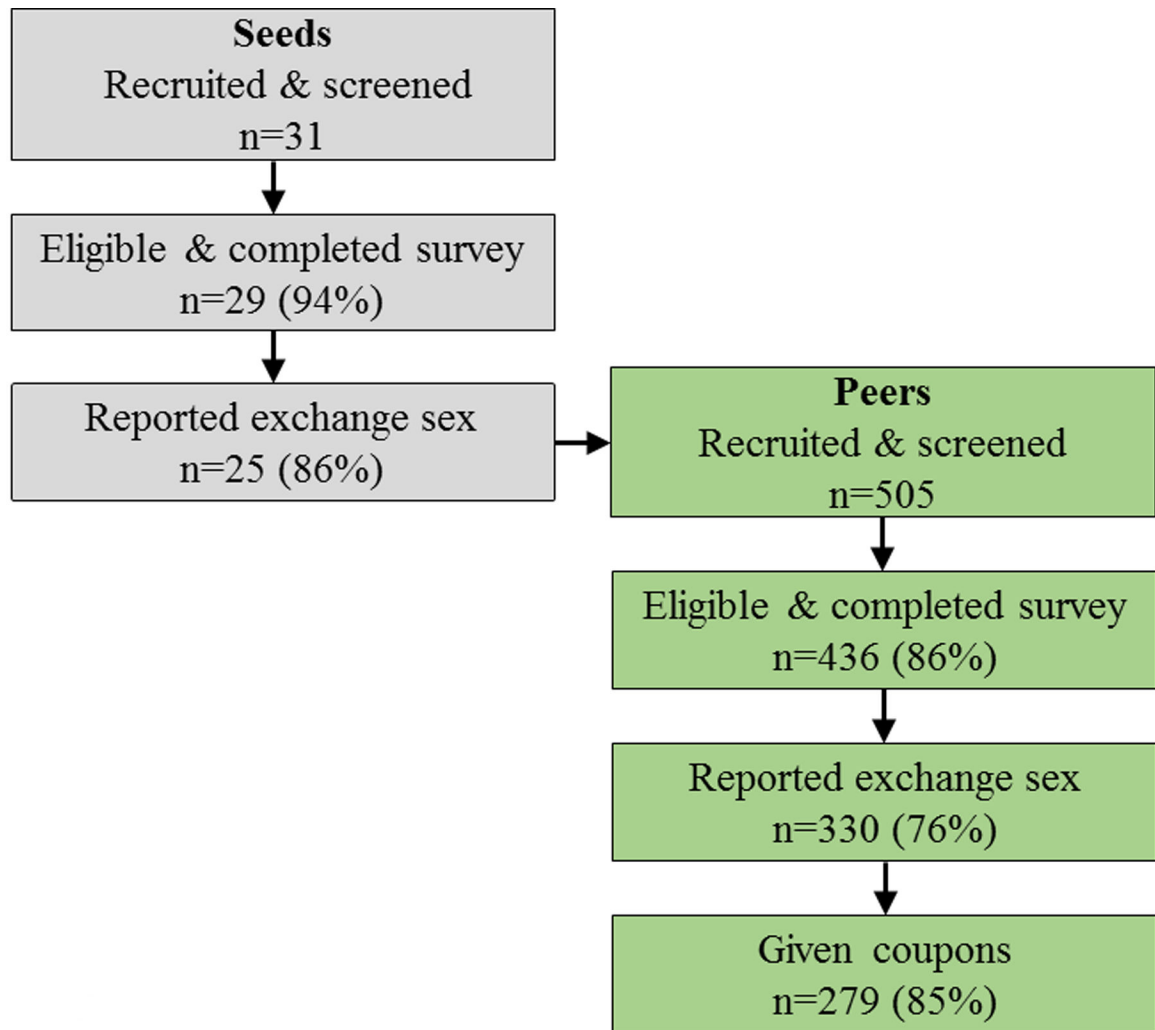 Seeds
Recruited & screened
n=31
Eligible & completed survey
n=29 (94%)
Reported exchange sex
n=25 (86%)
Peers
Recruited & screened
n=505
Eligible & completed survey
n=436 (86%)
Reported exchange sex
n=330 (76%)
Given coupons
n=279 (85%)